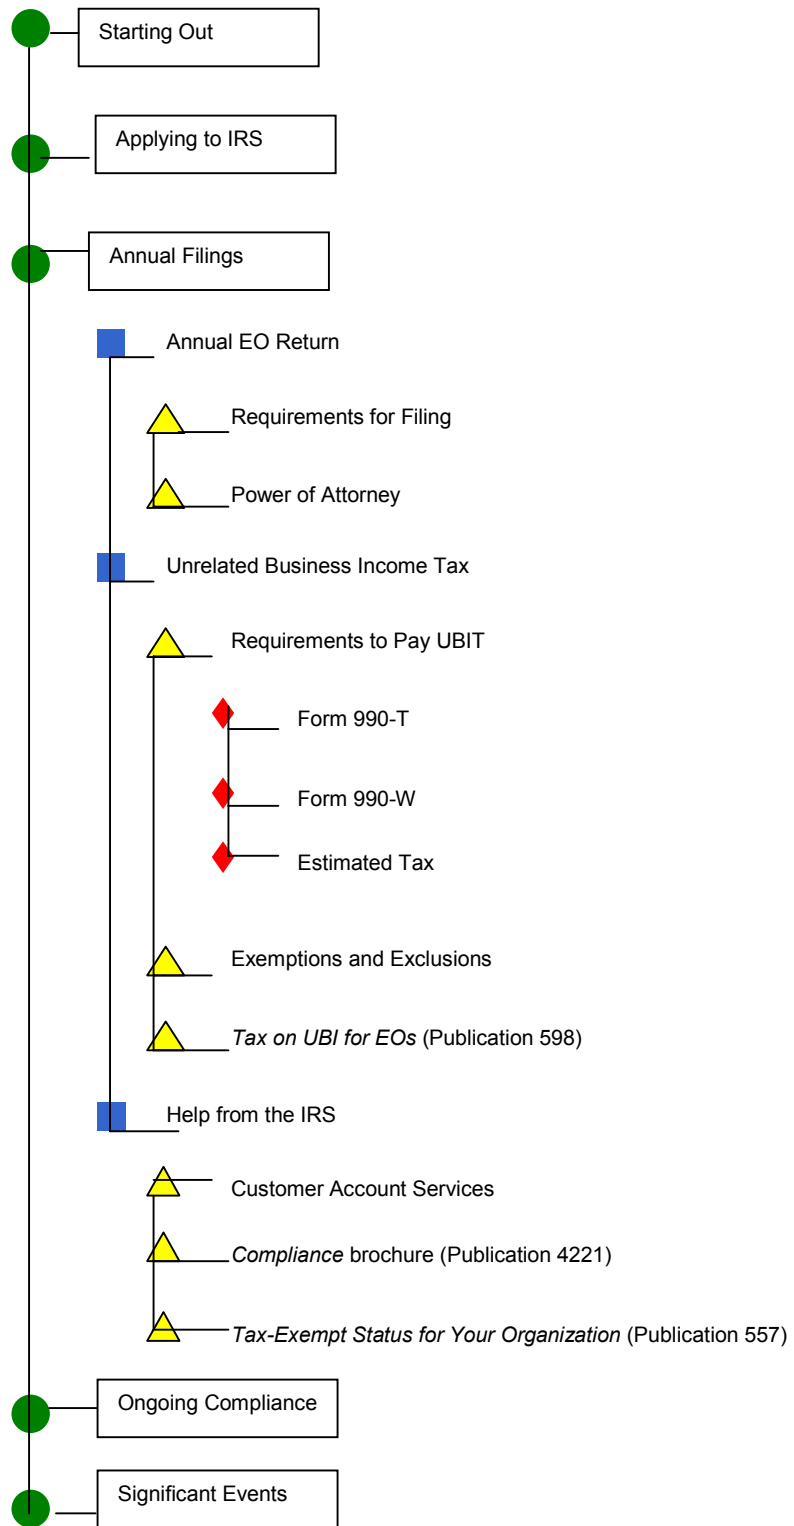 Starting Out
Applying to IRS
Annual Filings
Annual EO Return
Requirements for Filing
Power of Attorney
Unrelated Business Income Tax
Requirements to Pay UBIT
Form 990-T
Form 990-W
Estimated Tax
Exemptions and Exclusions
Tax on UBI for EOs (Publication 598)
Help from the IRS
Customer Account Services
Compliance brochure (Publication 4221)
Tax-Exempt Status for Your Organization (Publication 557)
Ongoing Compliance
Significant Events